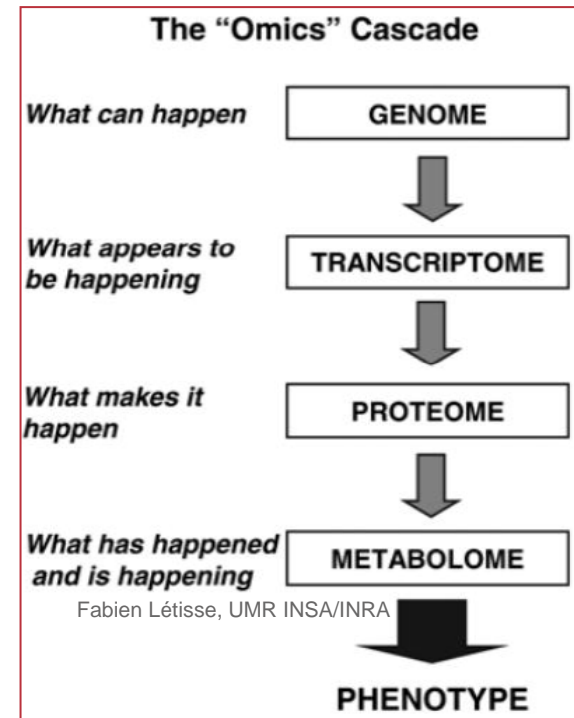 The “Omics” Cascade
What can happen
GENOME
What appears to
be happening
TRANSCRIPTOME
What makes it
happen
PROTEOME
What has happened
and is happening
METABOLOME
Fabien Létisse, UMR INSA/INRA
PHENOTYPE